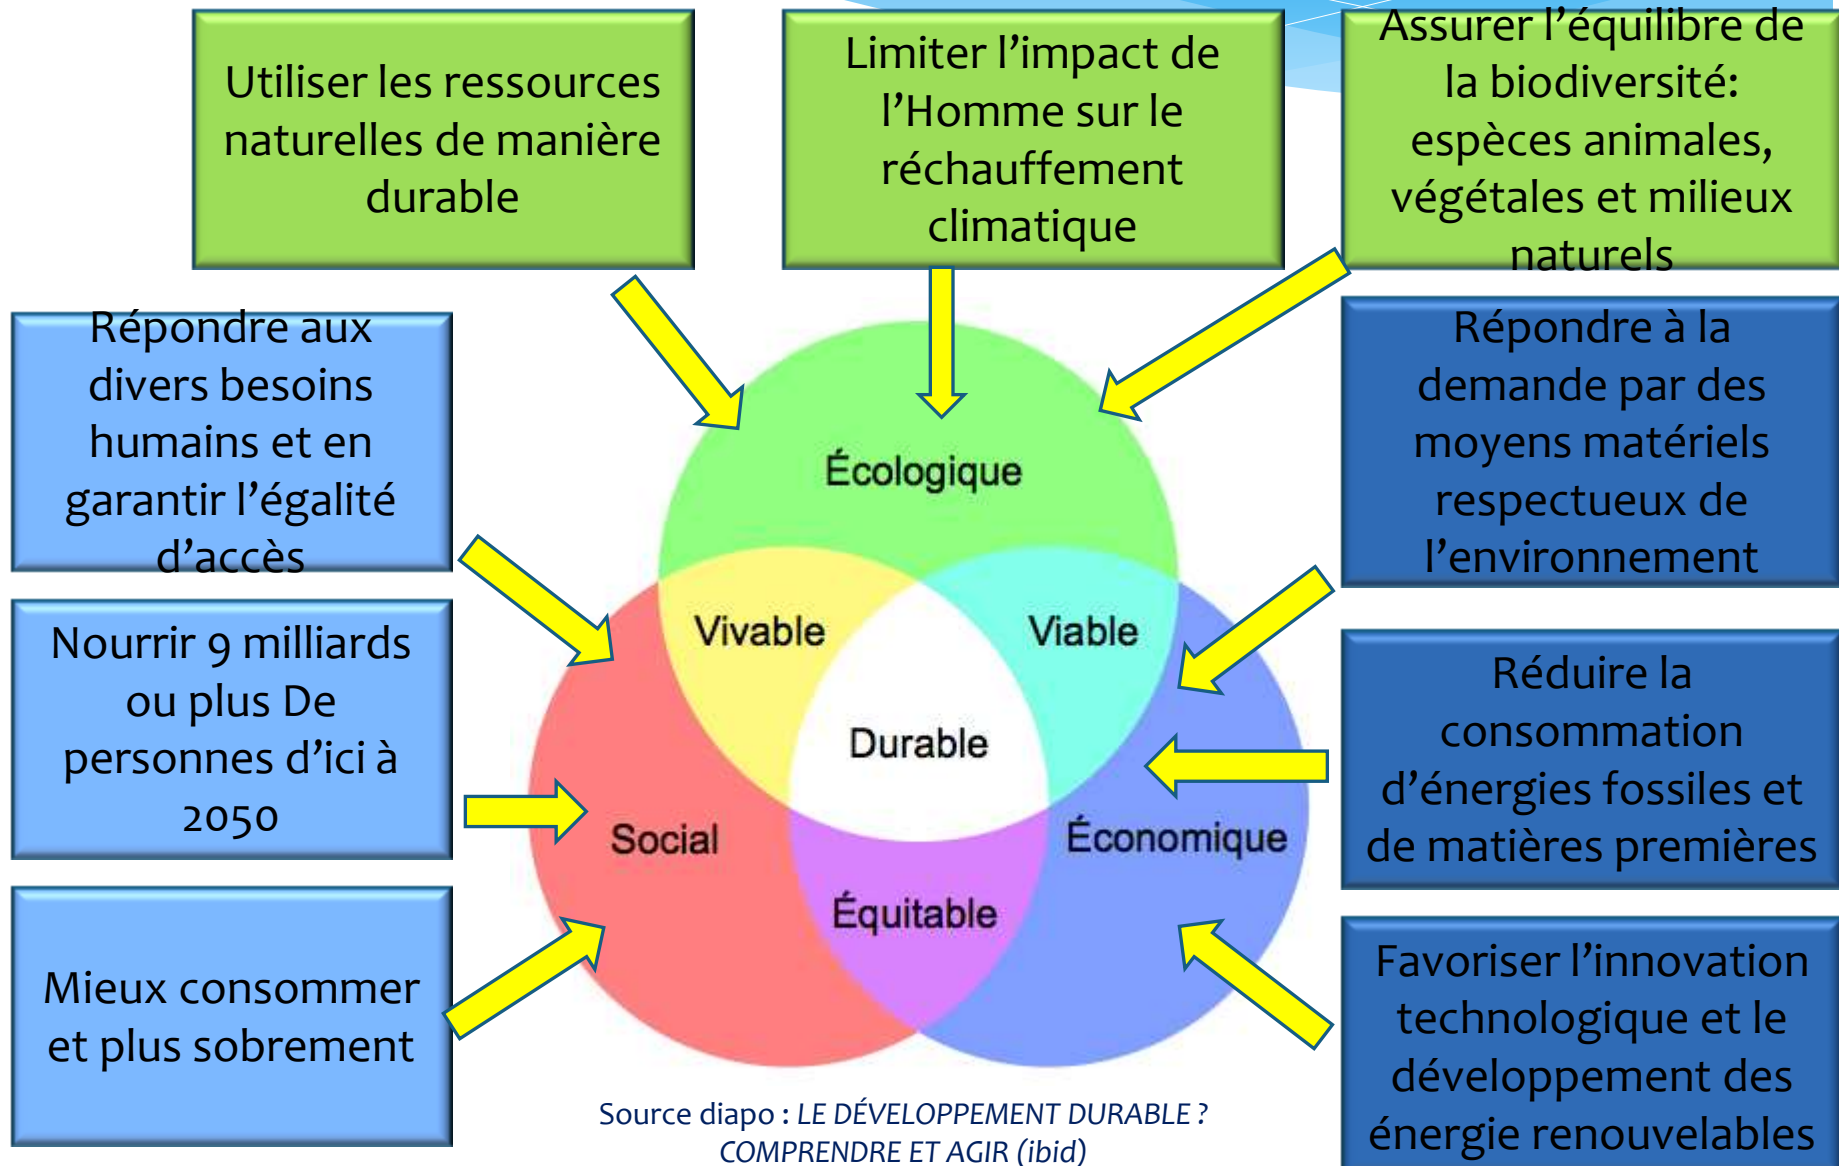 Utiliser les ressources
naturelles de manière
durable
Limiter l’impact de
l’Homme sur le
réchauffement
climatique
Assurer l’équilibre de
la biodiversité:
espèces animales,
végétales et milieux
naturels
Répondre aux
divers besoins
humains et en
garantir l’égalité
d’accès
Nourrir 9 milliards
ou plus De
personnes d’ici à
2050
Mieux consommer
et plus sobrement
Écologique
Vivable
Viable
Durable
Social
Économique
Équitable
Répondre à la
demande par des
moyens matériels
respectueux de
l’environnement
Réduire la
consommation
d’énergies fossiles et
de matières premières
Favoriser l’innovation
technologique et le
développement des
énergie renouvelables
Source diapo : LE DÉVELOPPEMENT DURABLE ?
COMPRENDRE ET AGIR (ibid)